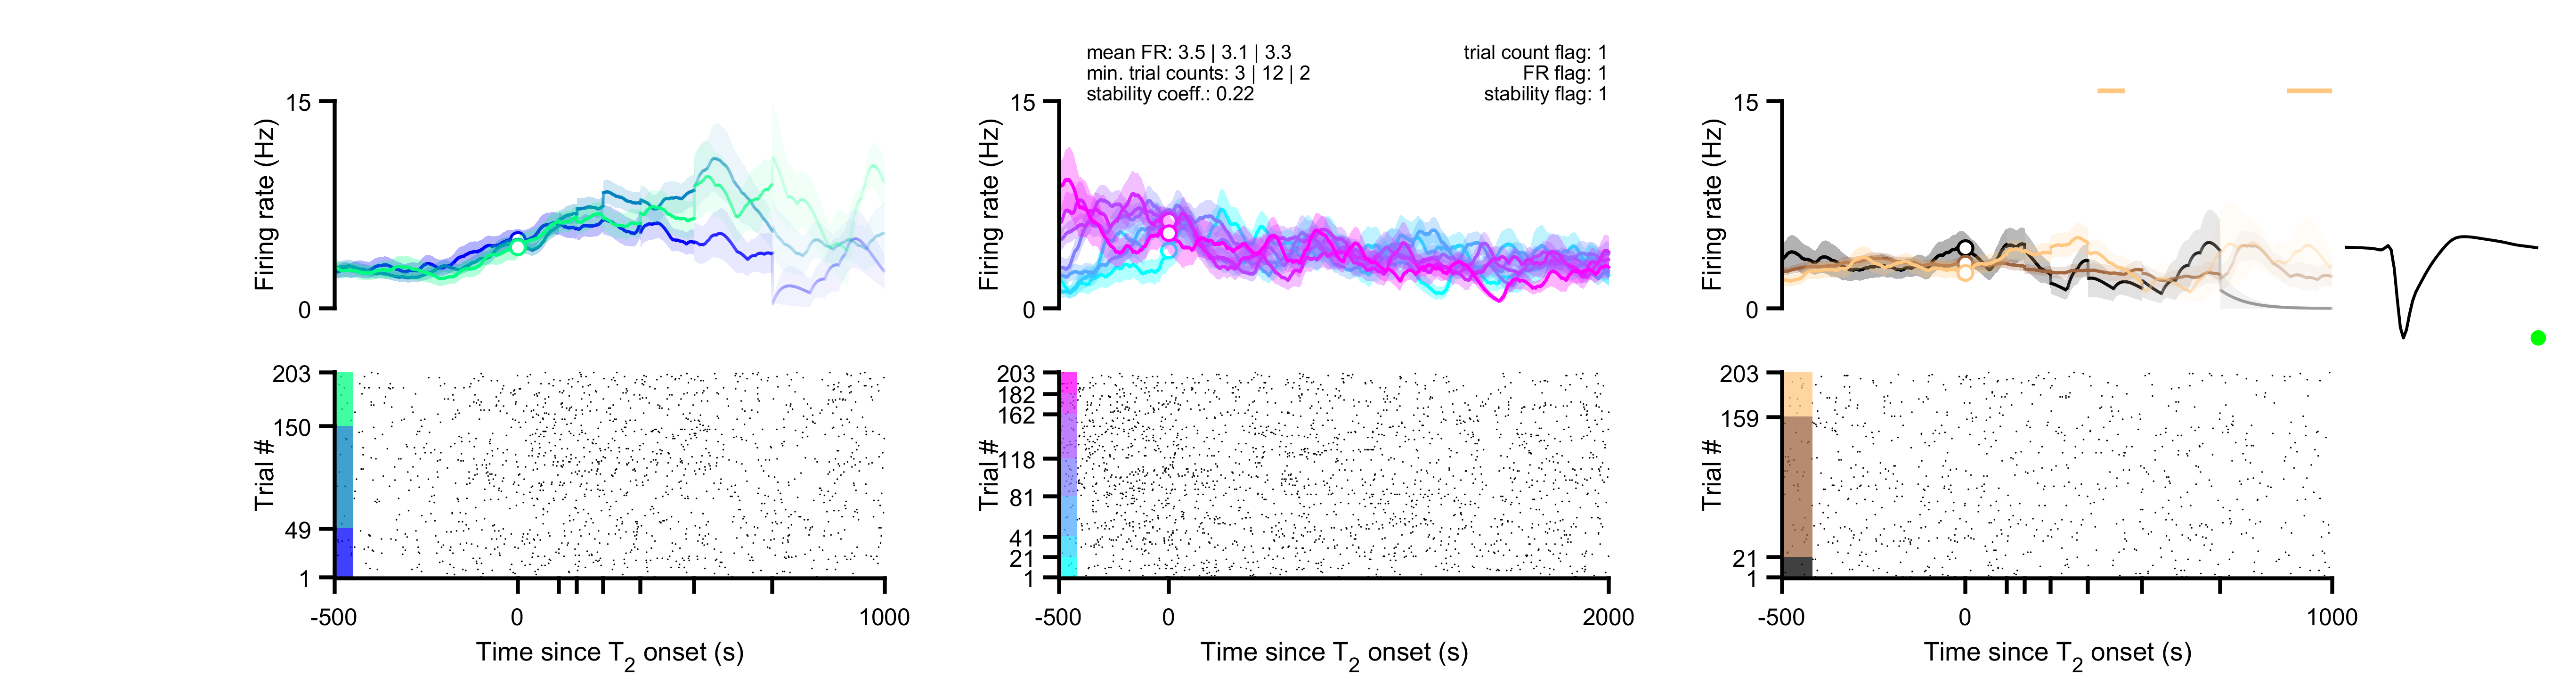 mean FR: 3.5 | 3.1 | 3.3
min. trial counts: 3 | 12 | 2
stability coeff.: 0.22
trial count flag: 1
FR flag: 1
stability flag: 1
15
0
Firing rate (Hz)
203
150
49
1
Trial #
-500
0
1000
Time since T2 onset (s)
15
0
Firing rate (Hz)
203
182
162
118
81
41
21
1
Trial #
-500
0
2000
Time since T2 onset (s)
15
0
Firing rate (Hz)
203
159
21
1
Trial #
-500
0
1000
Time since T2 onset (s)